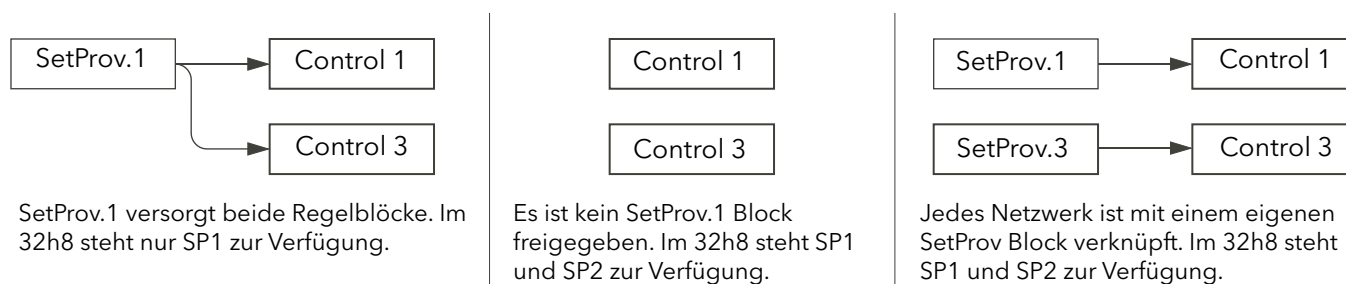 SetProv.1
Control 1
Control 3
SetProv.1 versorgt beide Regelblöcke. Im
32h8 steht nur SP1 zur Verfügung.
Control 1
Control 3
Es ist kein SetProv.1 Block
freigegeben. Im 32h8 steht SP1
und SP2 zur Verfügung.
SetProv.1
Control 1
SetProv.3
Control 3
Jedes Netzwerk ist mit einem eigenen
SetProv Block verknüpft. Im 32h8 steht
SP1 und SP2 zur Verfügung.